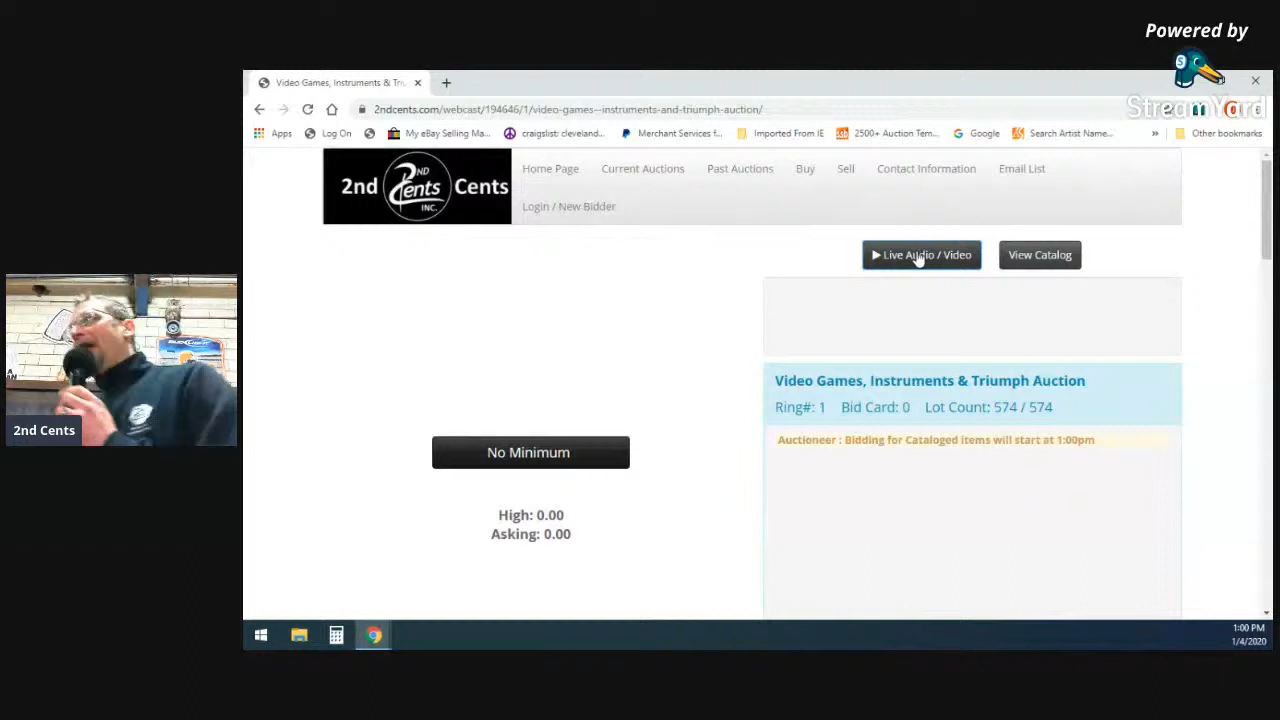 Powered by
StreamYard
Video Games, Instruments & Triu
2ndcents.com/webcast/194646/1/video-games--instruments-and-triumph-auction/
Apps
Log On
My eBay Selling Ma...
craigslist: cleveland...
Merchant Services f...
Imported From IE
2500+ Auction Tem...
Google
Search Artist Name...
»
Other bookmarks
2nd
2ND
Cents
INC.
Cents
Home Page
Current Auctions
Past Auctions
Buy
Sell
Contact Information
Email List
Login / New Bidder
Live Audio / Video
View Catalog
Video Games, Instruments & Triumph Auction
Ring#: 1 Bid Card: 0 Lot Count: 574 / 574
Auctioneer : Bidding for Cataloged items will start at 1:00pm
No Minimum
High: 0.00
Asking: 0.00
2nd Cents
1:00 PM
1/4/2020